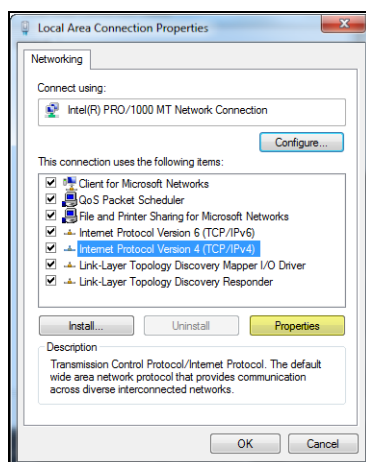 Local Area Connection Properties
Networking
Connect using:
Intel(R) PRO/1000 MT Network Connection
Configure...
This connection uses the following items:
Client for Microsoft Networks
QoS Packet Scheduler
File and Printer Sharing for Microsoft Networks
Internet Protocol Version 6 (TCP/IPv6)
Internet Protocol Version 4 (TCP/IPv4)
Link-Layer Topology Discovery Mapper I/O Driver
Link-Layer Topology Discovery Responder
Install...
Uninstall
Properties
Description
Transmission Control Protocol/Internet Protocol. The default
wide area network protocol that provides communication
across diverse interconnected networks.
OK
Cancel